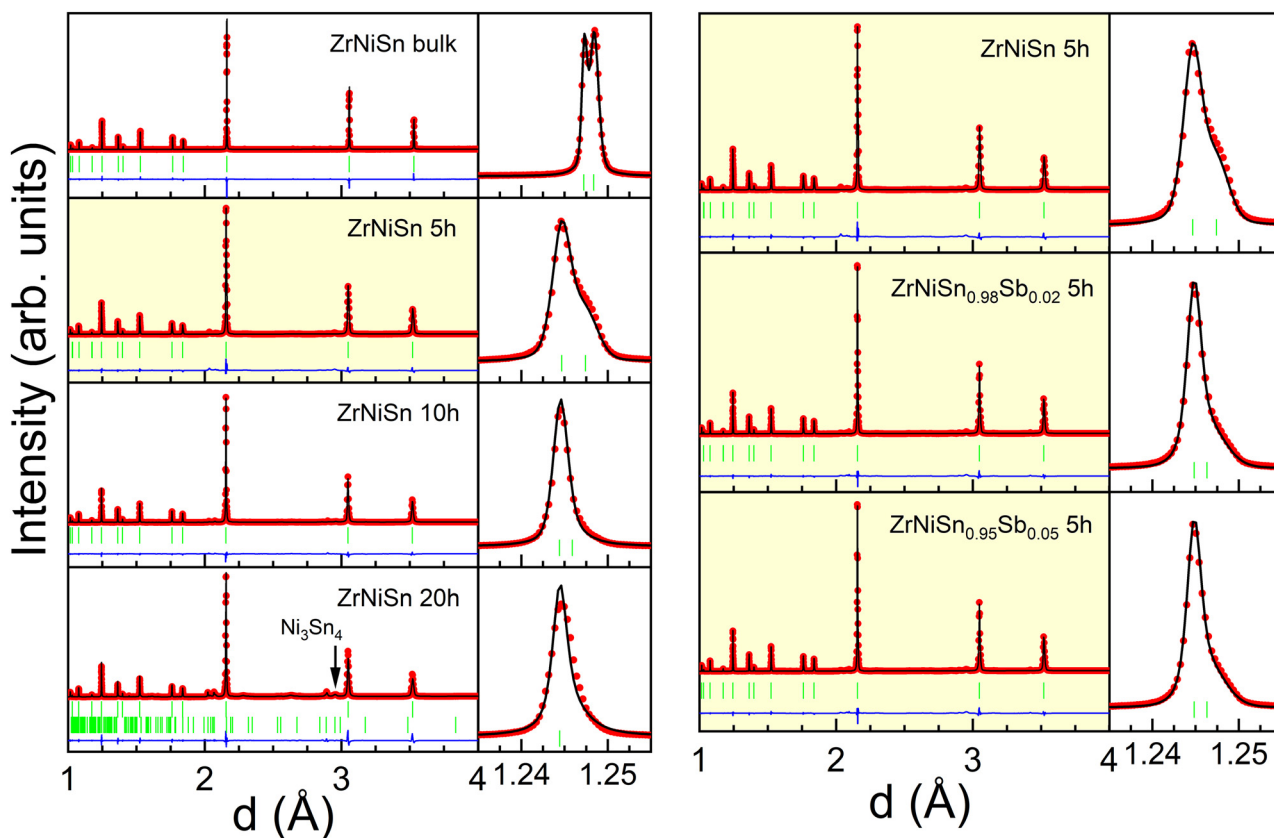 Intensity (arb. units)
ZrNiSn bulk
ZrNiSn 5h
ZrNiSn 10h
ZrNiSn 20h
Ni₃Sn₄
1 2 3 4 1.24 1.25
d (Å)
ZrNiSn 5h
ZrNiSn₀.₉₈Sb₀.₀₂ 5h
ZrNiSn₀.₉₅Sb₀.₀₅ 5h
1 2 3 4 1.24 1.25
d (Å)